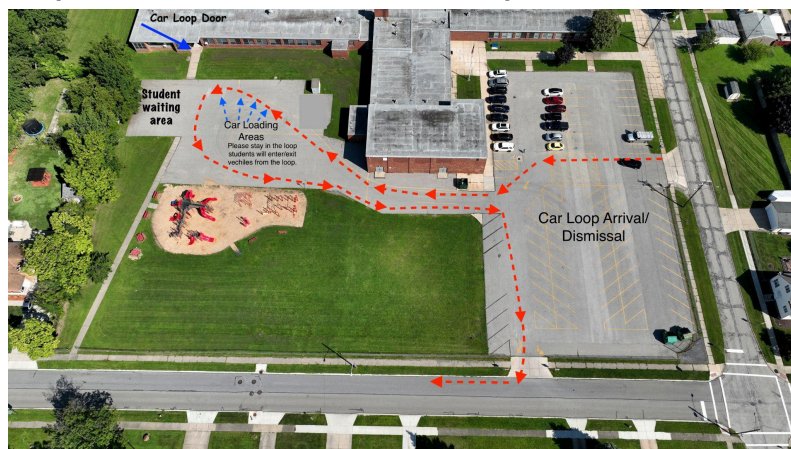 Car Loop Door
Student
waiting
area
Car Loading
Areas
Please stay in the loop
students will enter/exit
vechiles from the loop.
Car Loop Arrival/
Dismissal